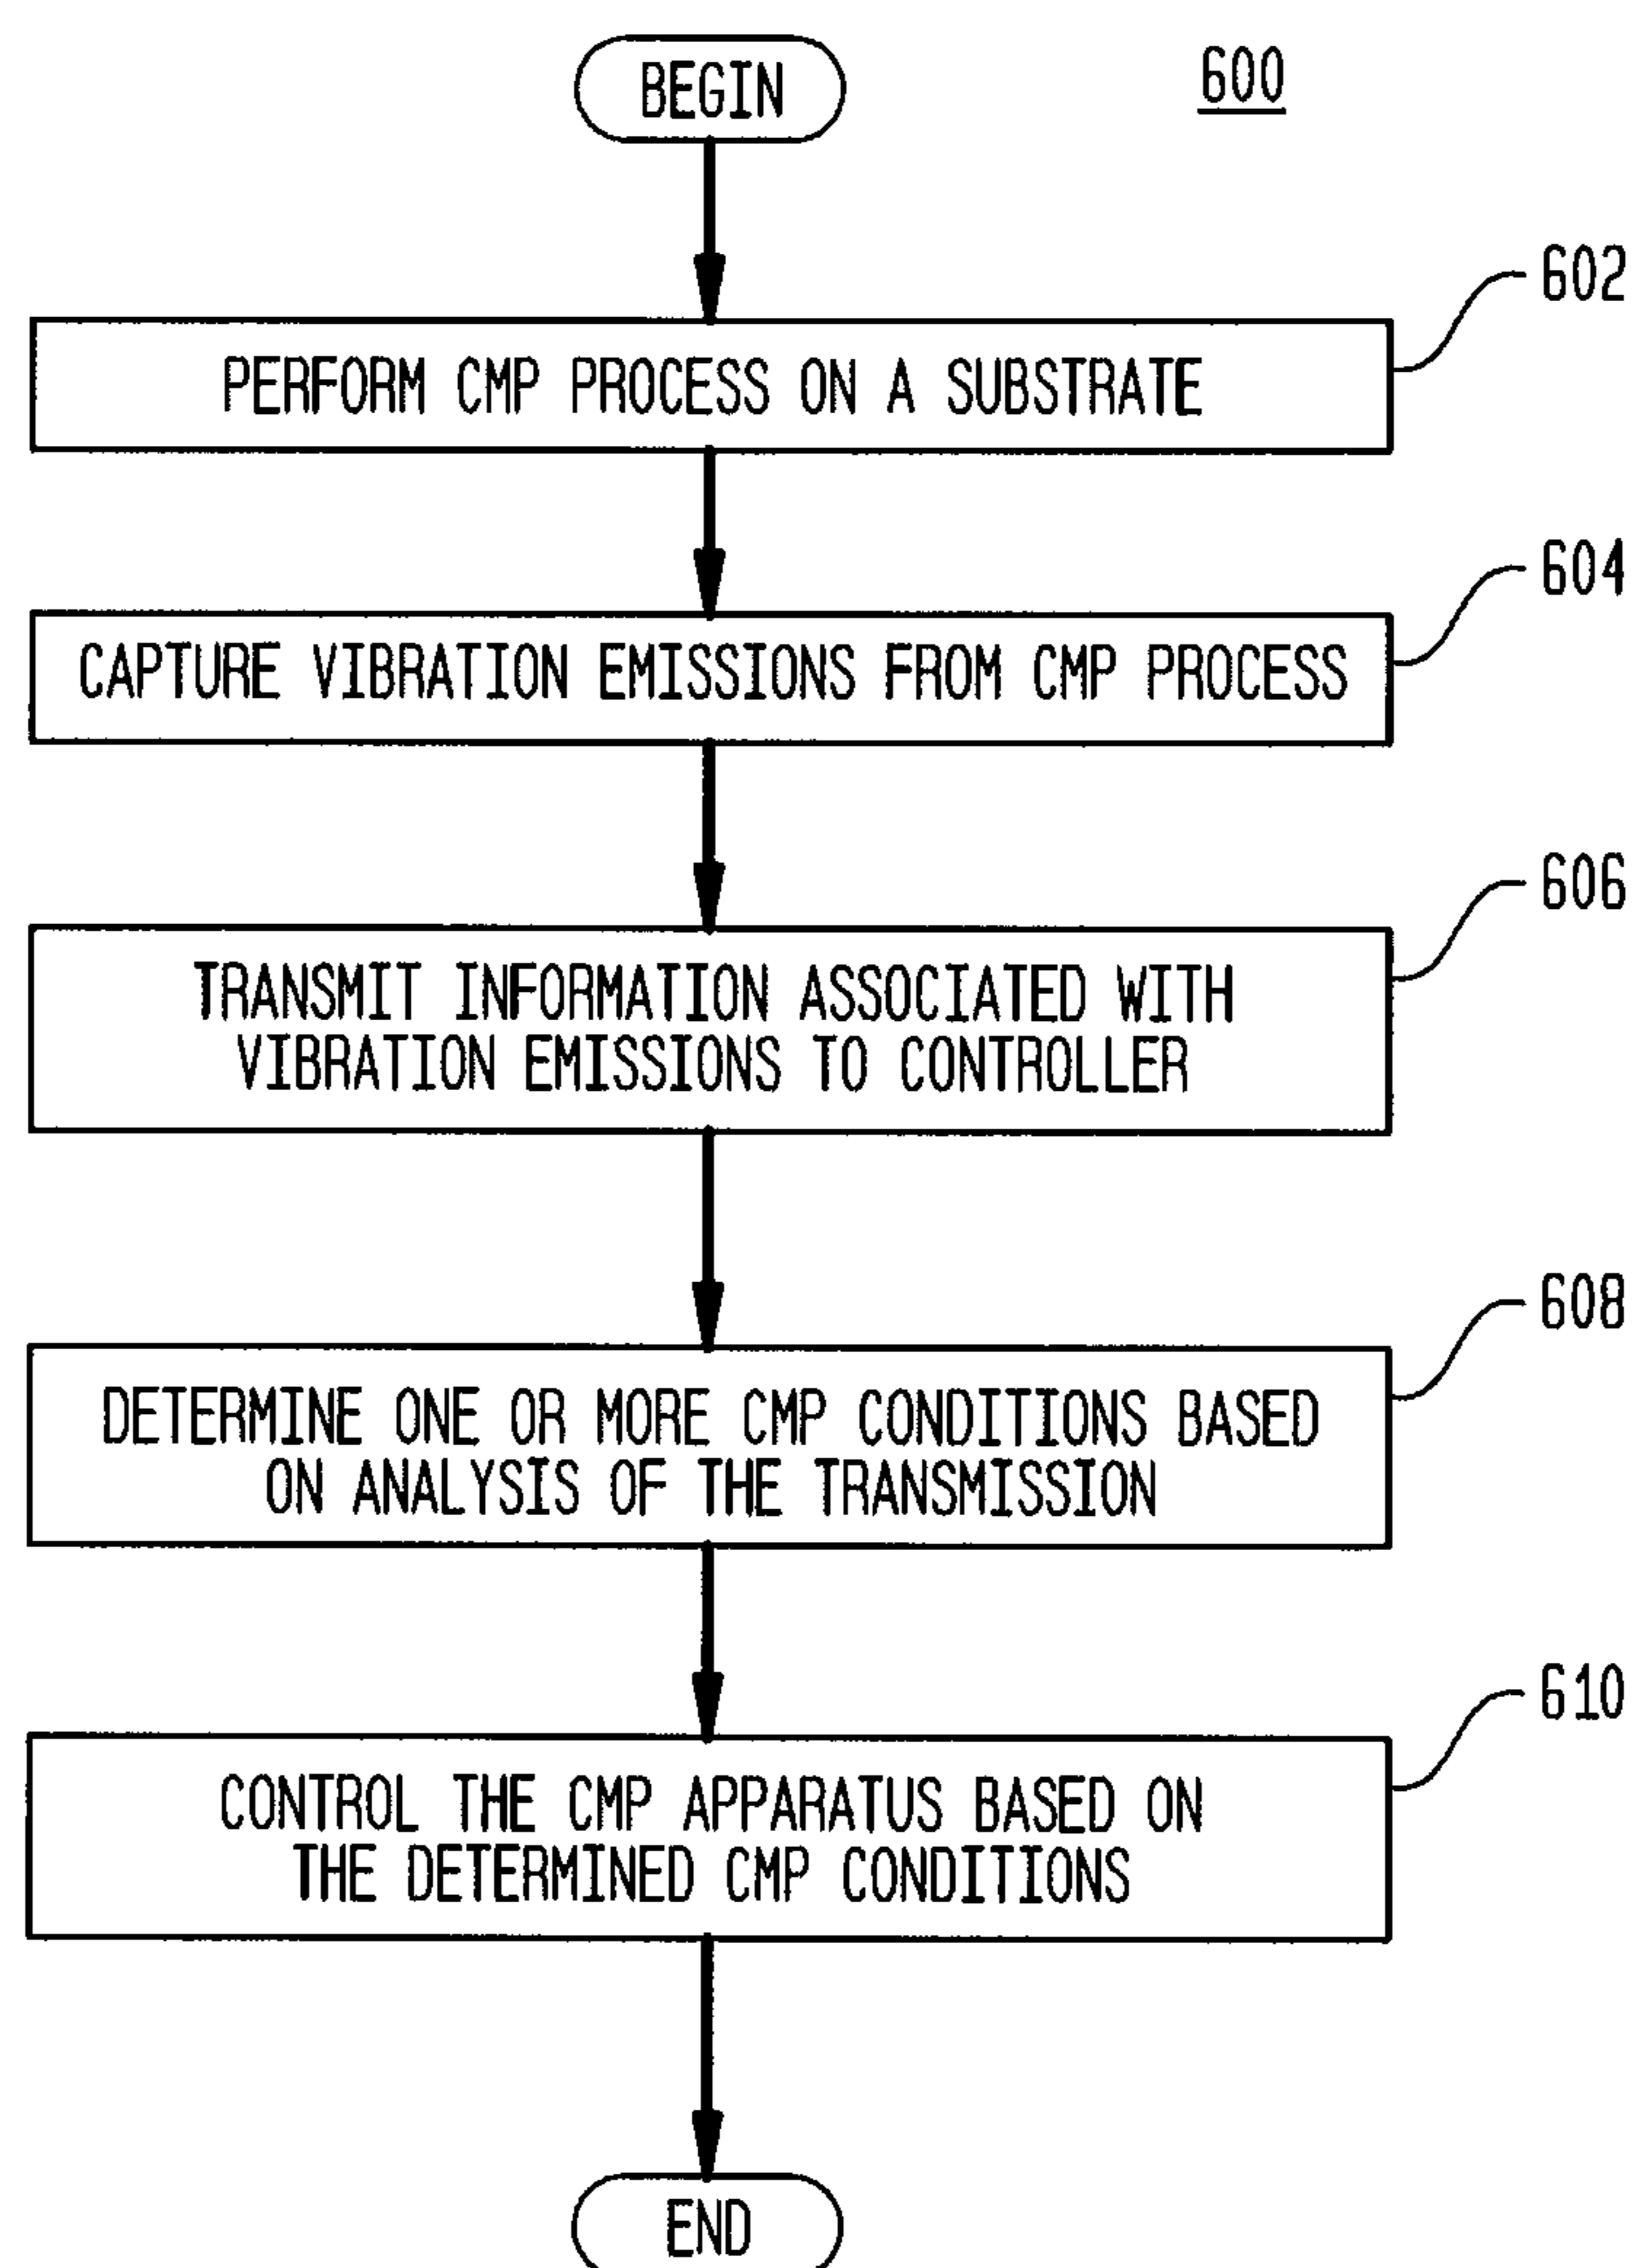 BEGIN
600
602
PERFORM CMP PROCESS ON A SUBSTRATE
604
CAPTURE VIBRATION EMISSIONS FROM CMP PROCESS
606
TRANSMIT INFORMATION ASSOCIATED WITH
VIBRATION EMISSIONS TO CONTROLLER
608
DETERMINE ONE OR MORE CMP CONDITIONS BASED
ON ANALYSIS OF THE TRANSMISSION
610
CONTROL THE CMP APPARATUS BASED ON
THE DETERMINED CMP CONDITIONS
END